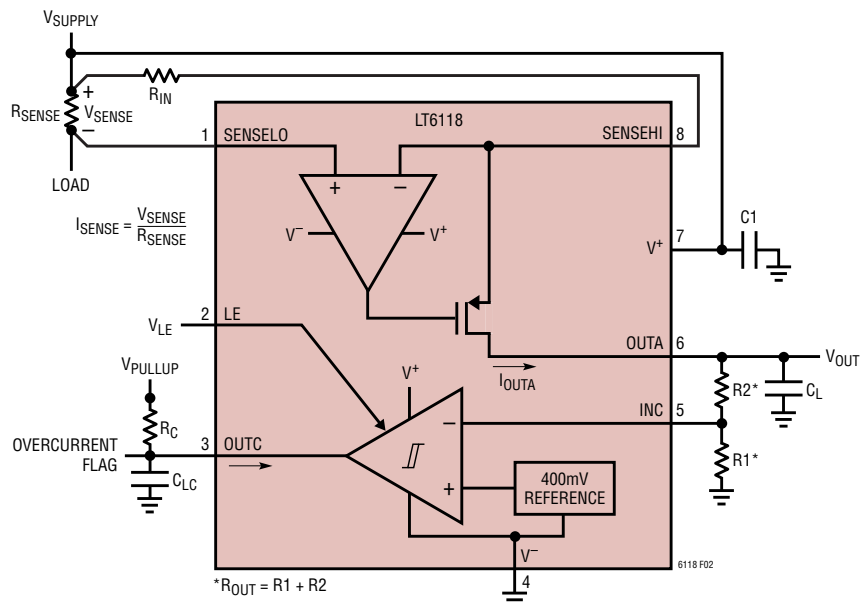 VSUPPLY
RIN
RSENSE
+
VSENSE
–
LOAD
ISENSE = VSENSE
RSENSE
LT6118
1
SENSELO
SENSEHI
8
+
–
V–
V+
V+
7
C1
2
LE
VLE
OUTA
6
VOUT
IOUTA
VPULLUP
RC
V+
R2*
CL
INC
5
–
OVERCURRENT
FLAG
3
OUTC
R1*
CLC
+
400mV
REFERENCE
V–
4
6118 F02
*ROUT = R1 + R2